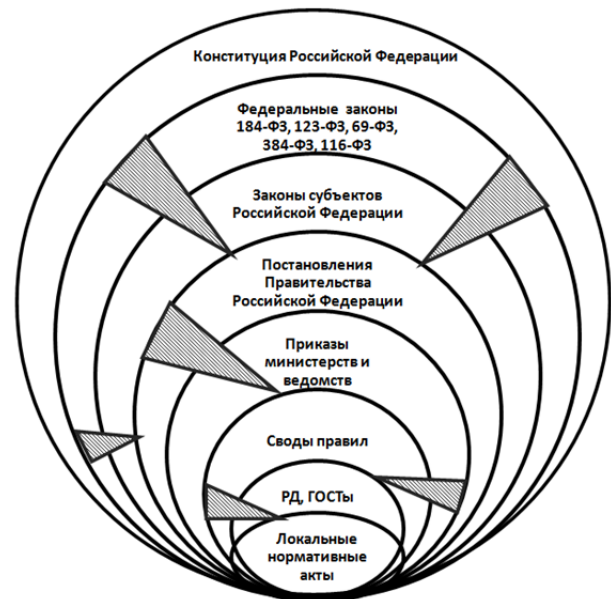 Конституция Российской Федерации
Федеральные законы
184-ФЗ, 123-ФЗ, 69-ФЗ,
384-ФЗ, 116-ФЗ
Законы субъектов
Российской Федерации
Постановления
Правительства
Российской Федерации
Приказы
министерств и
ведомств
Своды правил
РД, ГОСТы
Локальные
нормативные
акты